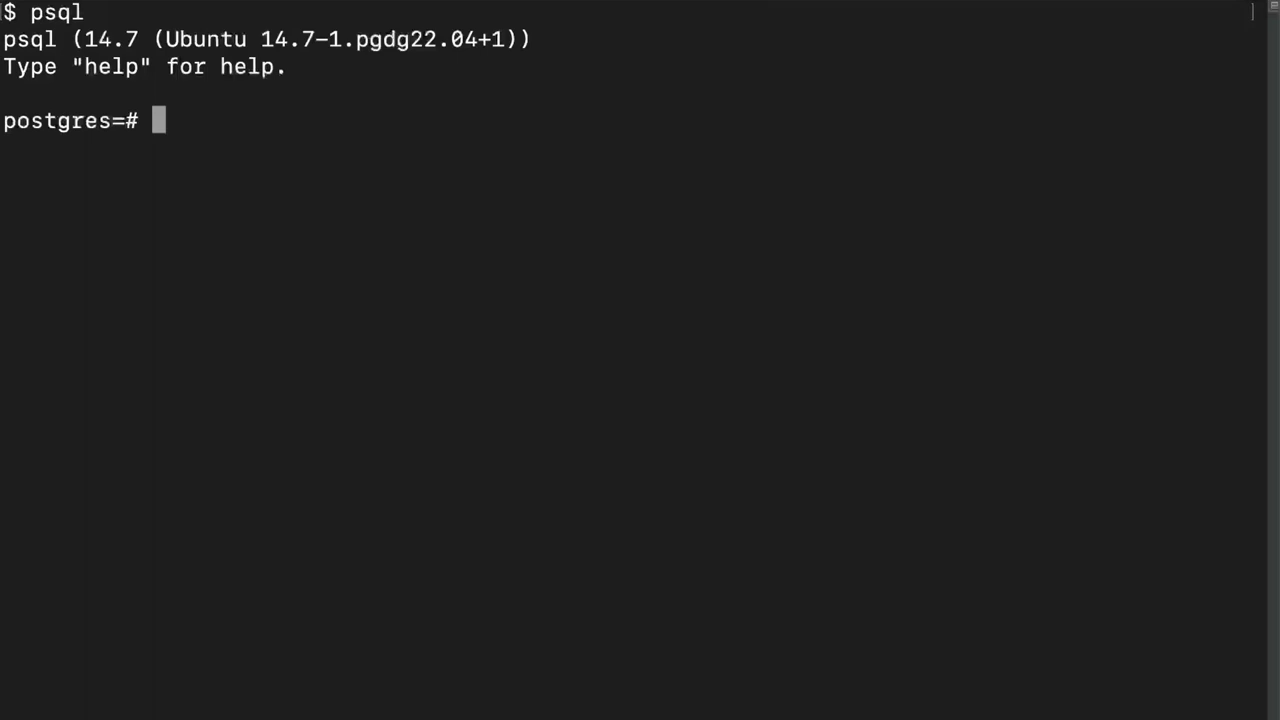 $ psql
psql (14.7 (Ubuntu 14.7-1.pgdg22.04+1))
Type "help" for help.
postgres=#